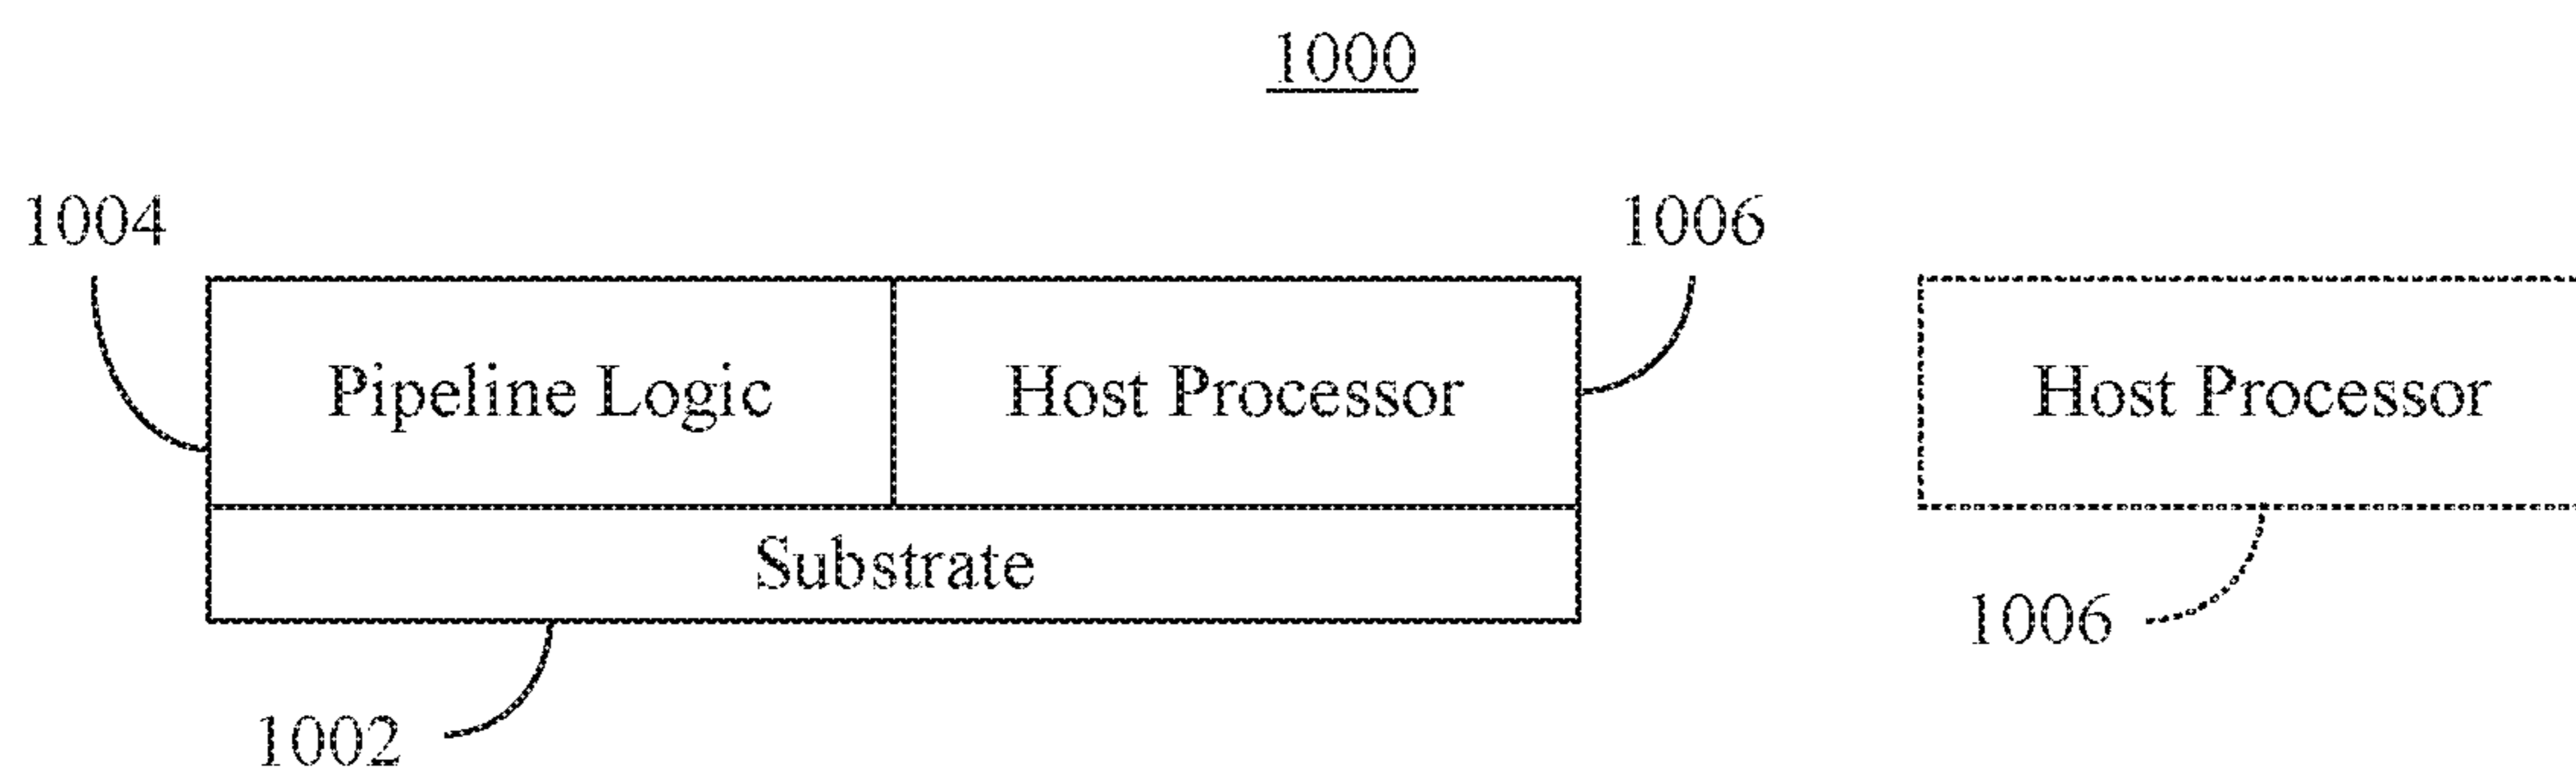 1000
1004
1006
Pipeline Logic
Host Processor
Host Processor
Substrate
1006
1002